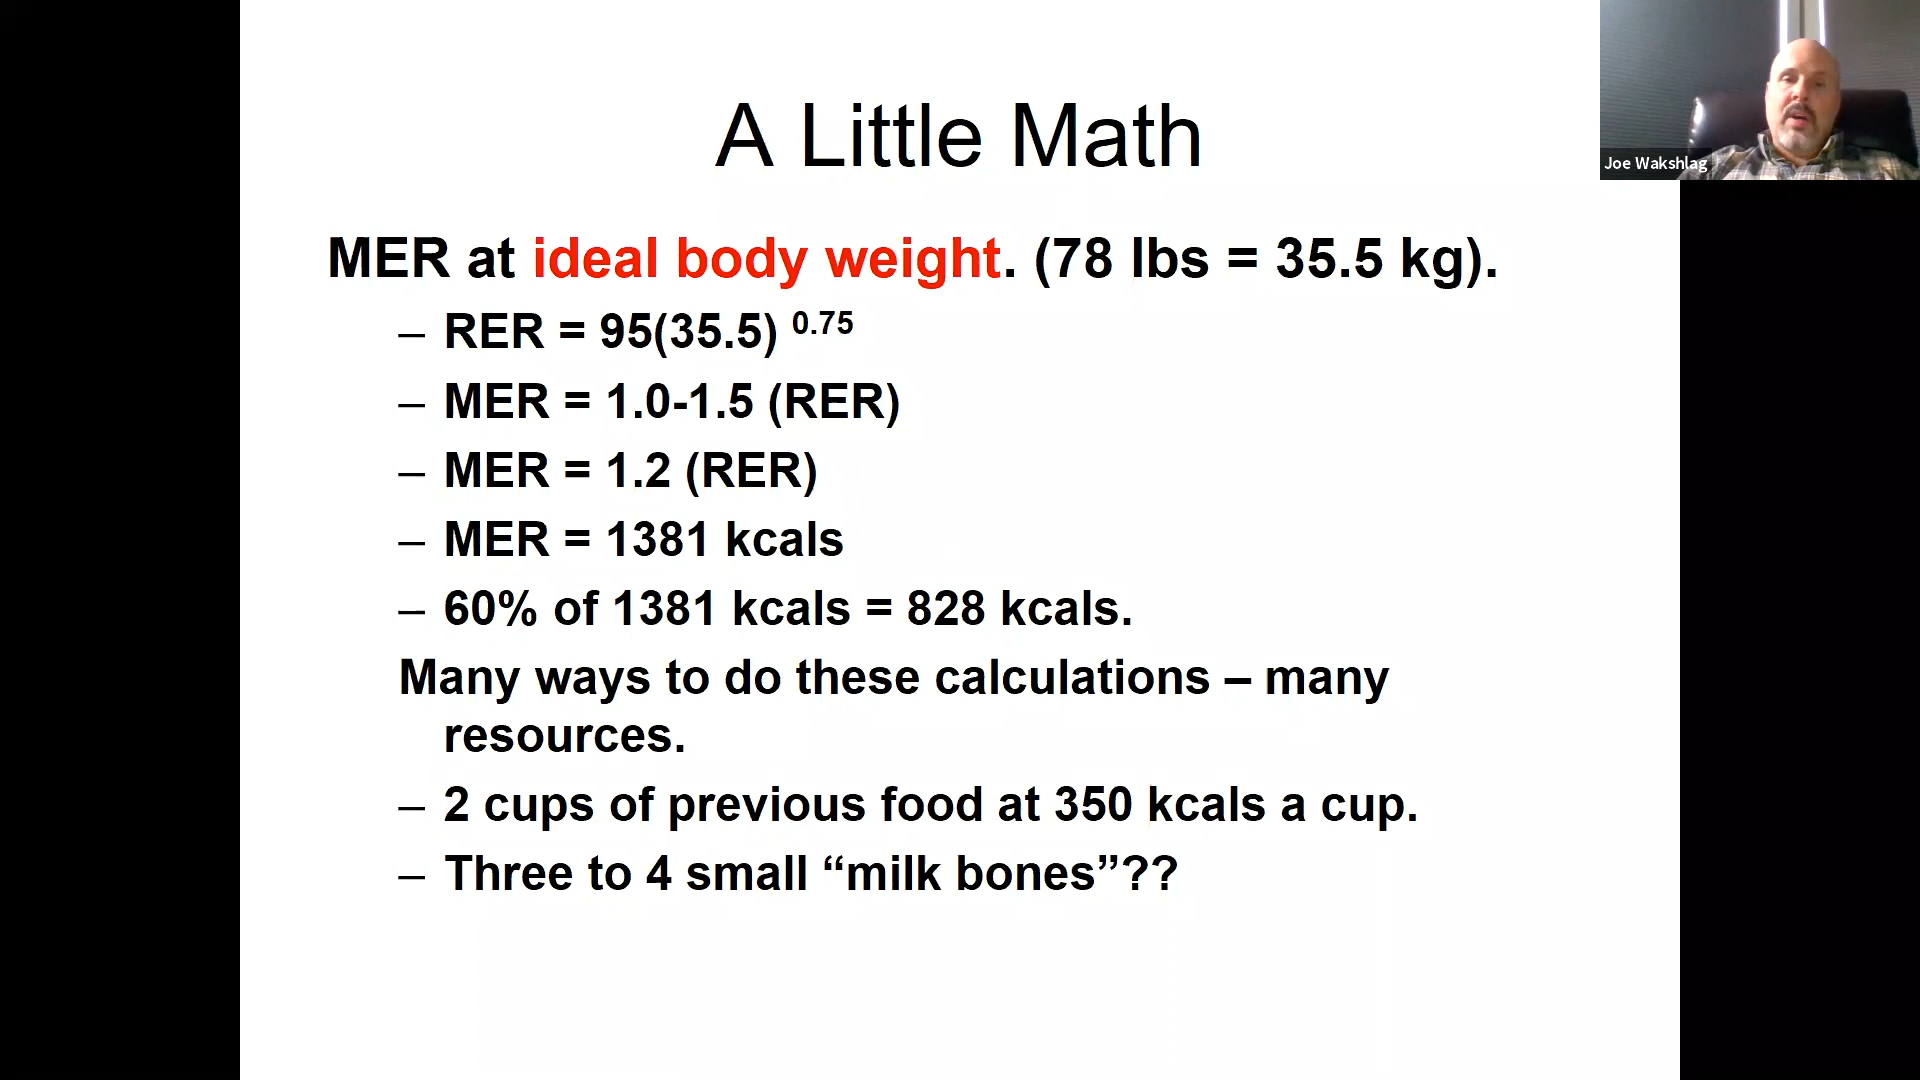 A Little Math
Joe Wakshlag
MER at ideal body weight. (78 lbs = 35.5 kg).
– RER = 95(35.5) 0.75
– MER = 1.0-1.5 (RER)
– MER = 1.2 (RER)
– MER = 1381 kcals
– 60% of 1381 kcals = 828 kcals.
Many ways to do these calculations – many
resources.
– 2 cups of previous food at 350 kcals a cup.
– Three to 4 small “milk bones”??